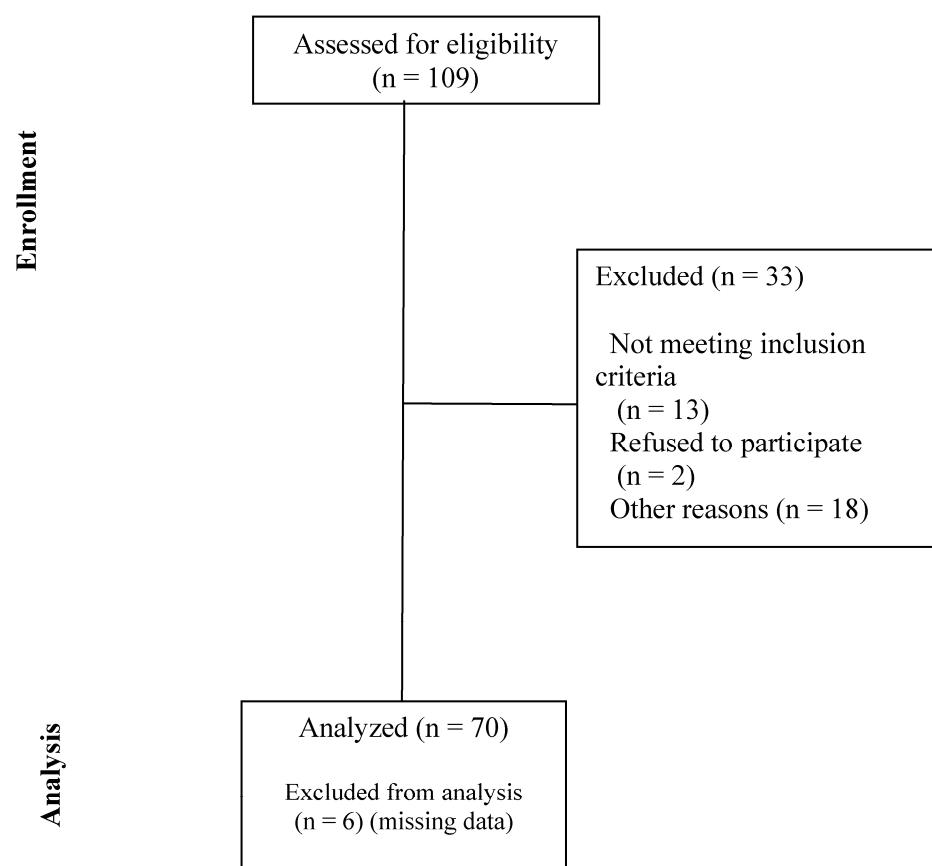 Assessed for eligibility
(n = 109)
Enrollment
Excluded (n = 33)
Not meeting inclusion
criteria
(n = 13)
Refused to participate
(n = 2)
Other reasons (n = 18)
Analysis
Analyzed (n = 70)
Excluded from analysis
(n = 6) (missing data)